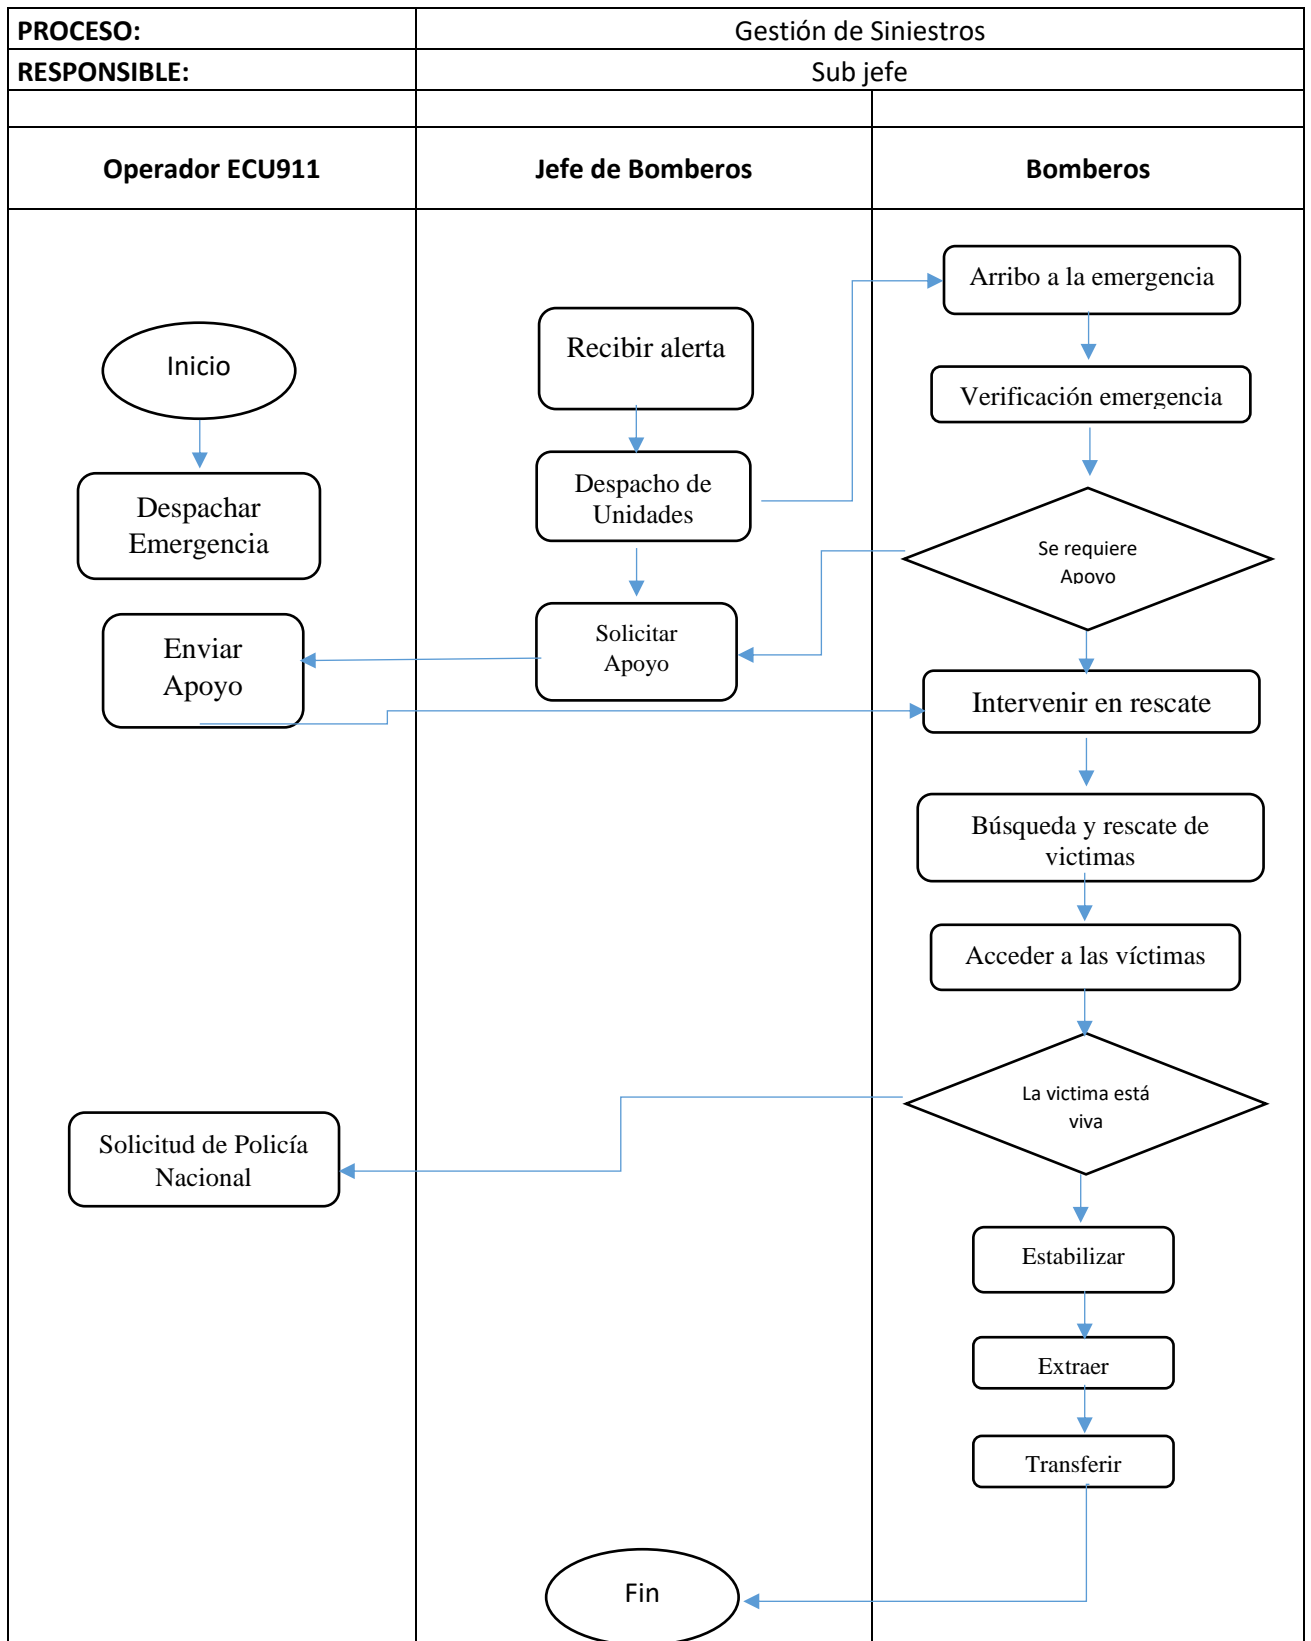 PROCESO:
Gestión de Siniestros
RESPONSIBLE:
Sub jefe
Operador ECU911
Jefe de Bomberos
Bomberos
Inicio
Despachar
Emergencia
Enviar
Apoyo
Solicitud de Policía
Nacional
Recibir alerta
Despacho de
Unidades
Solicitar
Apoyo
Fin
Arribo a la emergencia
Verificación emergencia
Se requiere
Apoyo
Intervenir en rescate
Búsqueda y rescate de
victimas
Acceder a las víctimas
La victima está
viva
Estabilizar
Extraer
Transferir